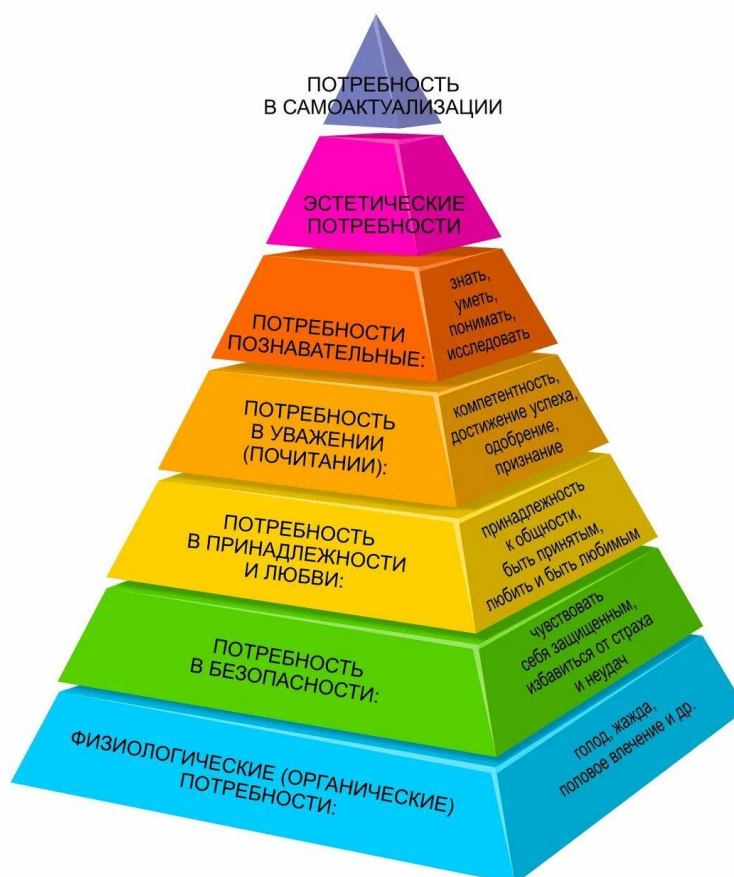 ПОТРЕБНОСТЬ
В САМОАКТУАЛИЗАЦИИ
ЭСТЕТИЧЕСКИЕ
ПОТРЕБНОСТИ
ПОТРЕБНОСТИ
ПОЗНАВАТЕЛЬНЫЕ:
знать,
уметь,
понимать,
исследовать
ПОТРЕБНОСТЬ
В УВАЖЕНИИ
(ПОЧИТАНИИ):
компетентность,
достижение успеха,
одобрение,
признание
ПОТРЕБНОСТЬ
В ПРИНАДЛЕЖНОСТИ
И ЛЮБВИ:
принадлежность
к общности,
быть принятым,
любить и быть любимым
ПОТРЕБНОСТЬ
В БЕЗОПАСНОСТИ:
чувствовать
себя защищенным,
избавиться от страха
и неудач
ФИЗИОЛОГИЧЕСКИЕ (ОРГАНИЧЕСКИЕ)
ПОТРЕБНОСТИ:
голод, жажда,
половое влечение и др.